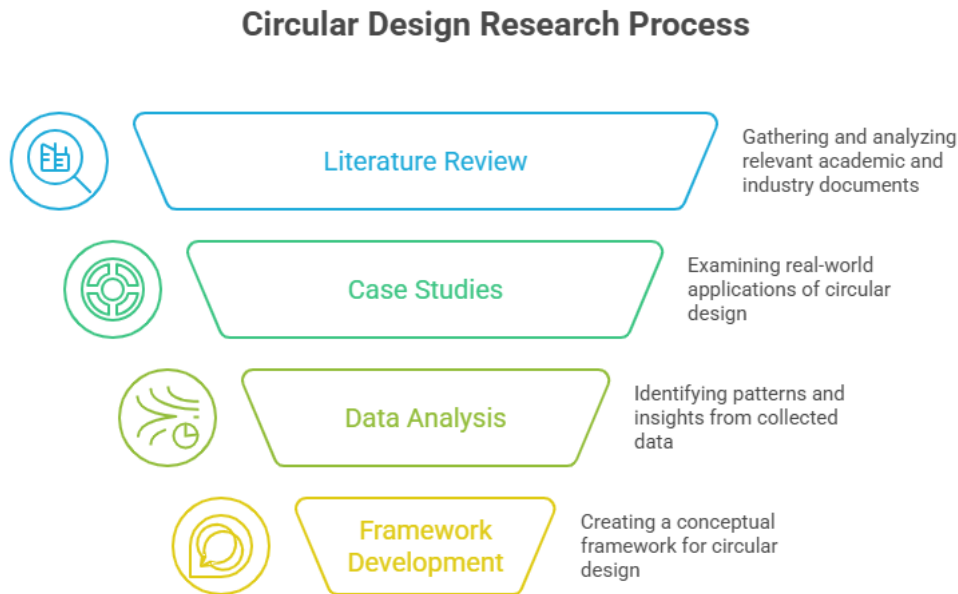 Circular Design Research Process
Literature Review
Gathering and analyzing
relevant academic and
industry documents
Case Studies
Examining real-world
applications of circular
design
Data Analysis
Identifying patterns and
insights from collected
data
Framework
Development
Creating a conceptual
framework for circular
design